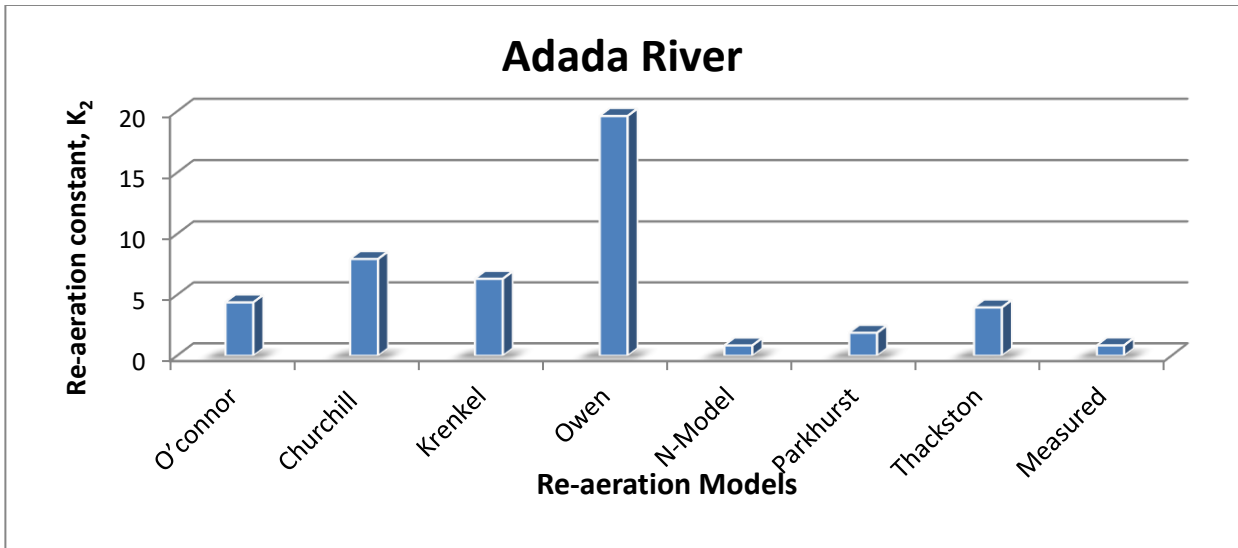 Adada River
Re-aeration constant, K₂
20
15
10
5
0
O'connor
Churchill
Krenkel
Owen
N-Model
Parkhurst
Thackston
Measured
Re-aeration Models